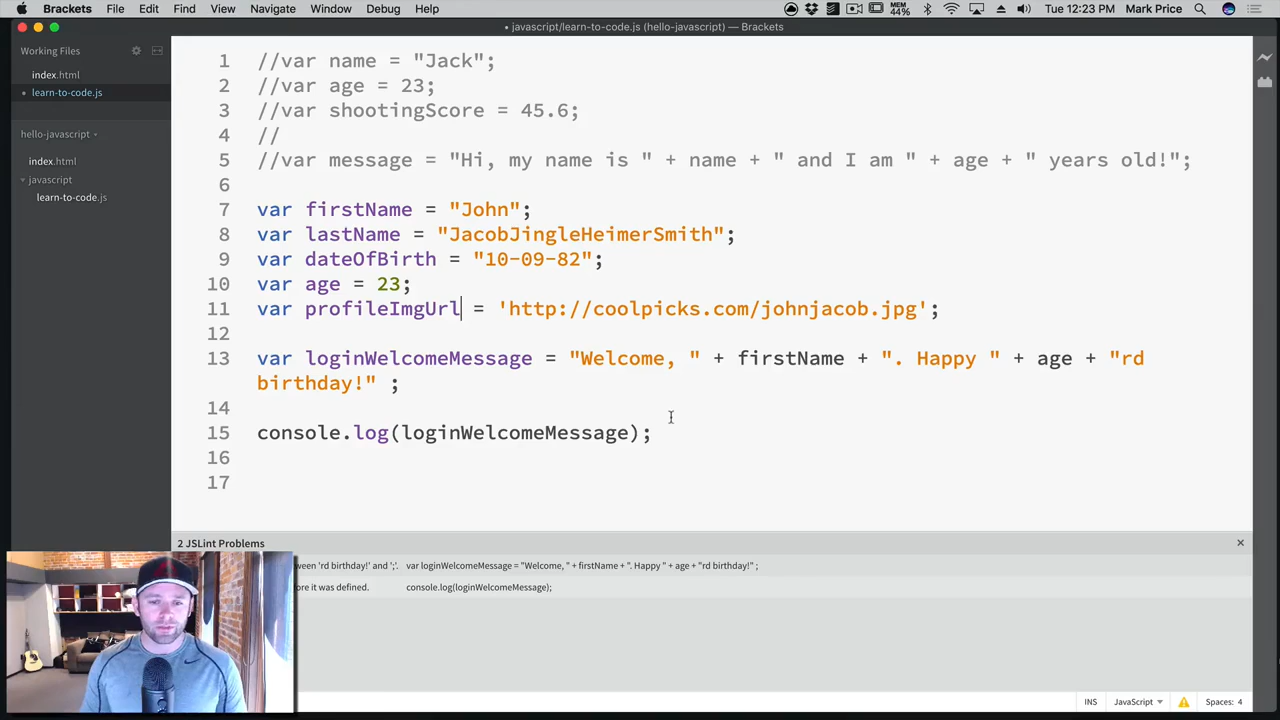 Brackets File Edit Find View Navigate Window Debug Help MEM 44% Tue 12:23 PM Mark Price
• javascript/learn-to-code.js (hello-javascript) — Brackets
Working Files
index.html
learn-to-code.js
hello-javascript
index.html
javascript
learn-to-code.js
1 //var name = "Jack";
2 //var age = 23;
3 //var shootingScore = 45.6;
4 //
5 //var message = "Hi, my name is " + name + " and I am " + age + " years old!";
6
7 var firstName = "John";
8 var lastName = "JacobJingleHeimerSmith";
9 var dateOfBirth = "10-09-82";
10 var age = 23;
11 var profileImgUrl = 'http://coolpicks.com/johnjacob.jpg';
12
13 var loginWelcomeMessage = "Welcome, " + firstName + ". Happy " + age + "rd
birthday!" ;
14
15 console.log(loginWelcomeMessage);
16
17
2 JSLint Problems
'rd birthday!' and ';'. var loginWelcomeMessage = "Welcome, " + firstName + ". Happy " + age + "rd birthday!" ;
it was defined. console.log(loginWelcomeMessage);
INS JavaScript Spaces: 4